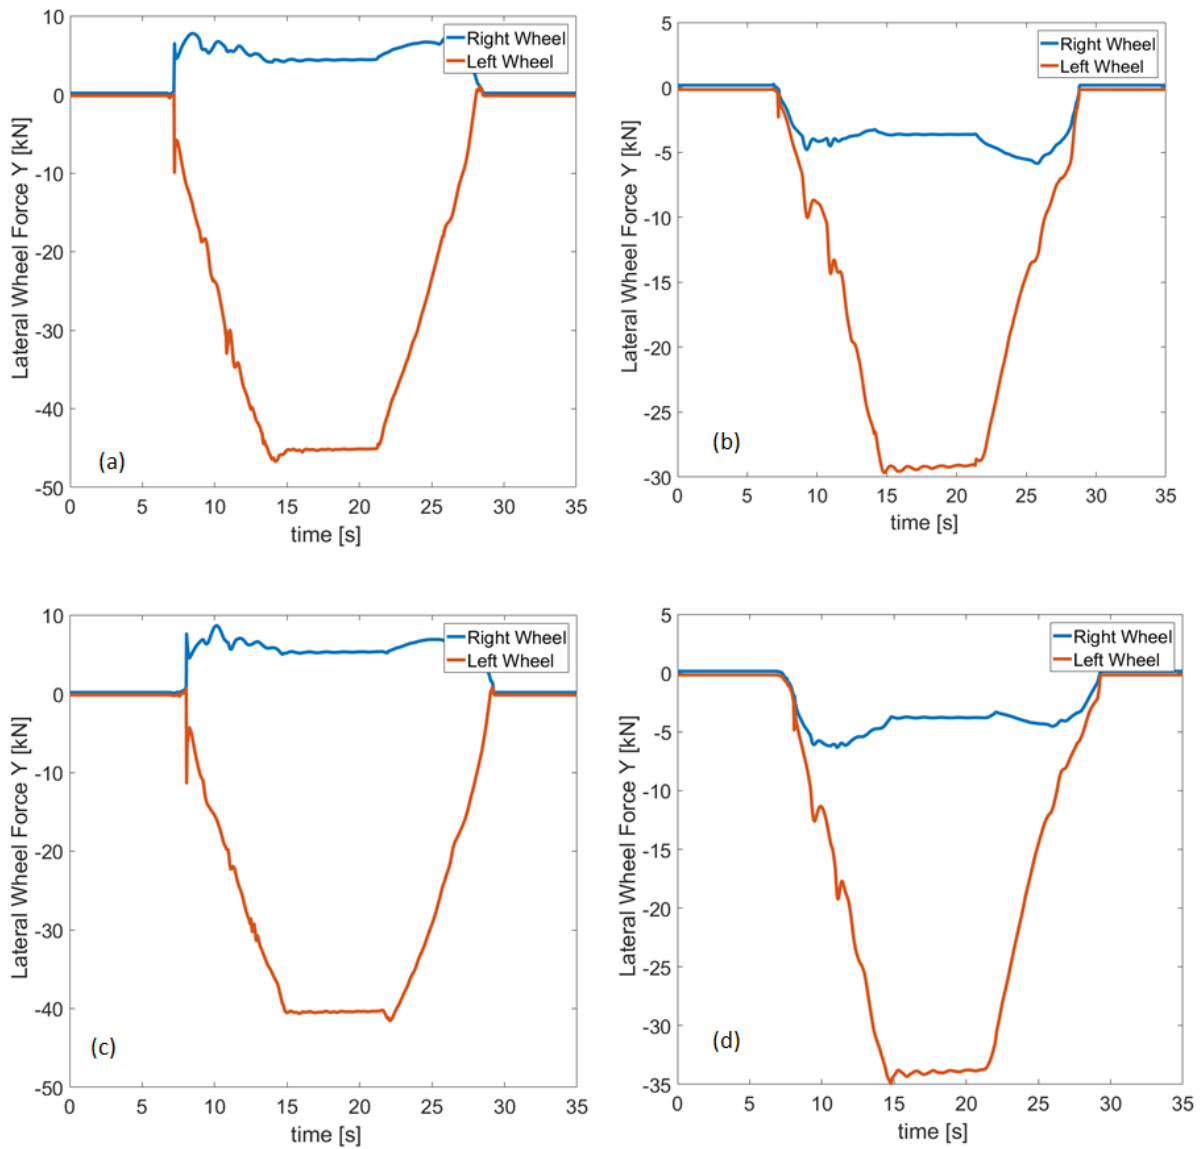 10
0
-10
-20
-30
-40
-50
Lateral Wheel Force Y [kN]
Right Wheel
Left Wheel
(a)
0 5 10 15 20 25 30 35
time [s]
5
0
-5
-10
-15
-20
-25
-30
Lateral Wheel Force Y [kN]
Right Wheel
Left Wheel
(b)
0 5 10 15 20 25 30 35
time [s]
10
0
-10
-20
-30
-40
-50
Lateral Wheel Force Y [kN]
Right Wheel
Left Wheel
(c)
0 5 10 15 20 25 30 35
time [s]
5
0
-5
-10
-15
-20
-25
-30
-35
Lateral Wheel Force Y [kN]
Right Wheel
Left Wheel
(d)
0 5 10 15 20 25 30 35
time [s]